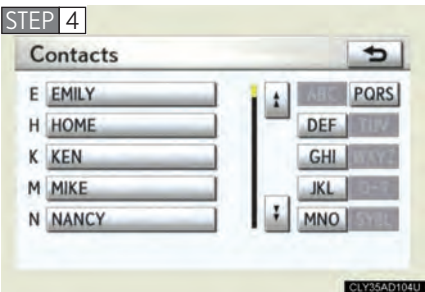 STEP 4
Contacts
E EMILY
H HOME
K KEN
M MIKE
N NANCY
ABC PQRS
DEF TUV
GHI WXYZ
JKL 0-9
MNO SYBL
CLY35AD104U